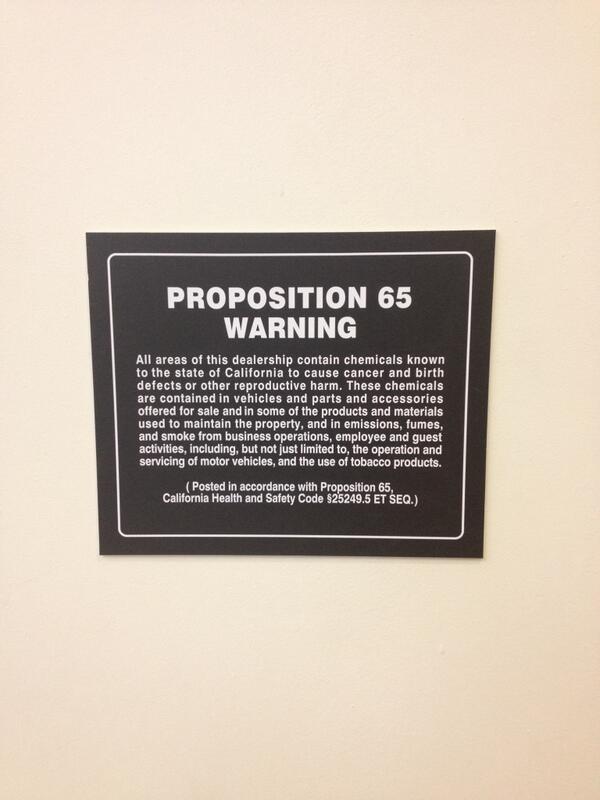 PROPOSITION 65
WARNING
All areas of this dealership contain chemicals known
to the state of California to cause cancer and birth
defects or other reproductive harm. These chemicals
are contained in vehicles and parts and accessories
offered for sale and in some of the products and materials
used to maintain the property, and in emissions, fumes,
and smoke from business operations, employee and guest
activities, including, but not just limited to, the operation and
servicing of motor vehicles, and the use of tobacco products.
( Posted in accordance with Proposition 65,
California Health and Safety Code §25249.5 ET SEQ.)